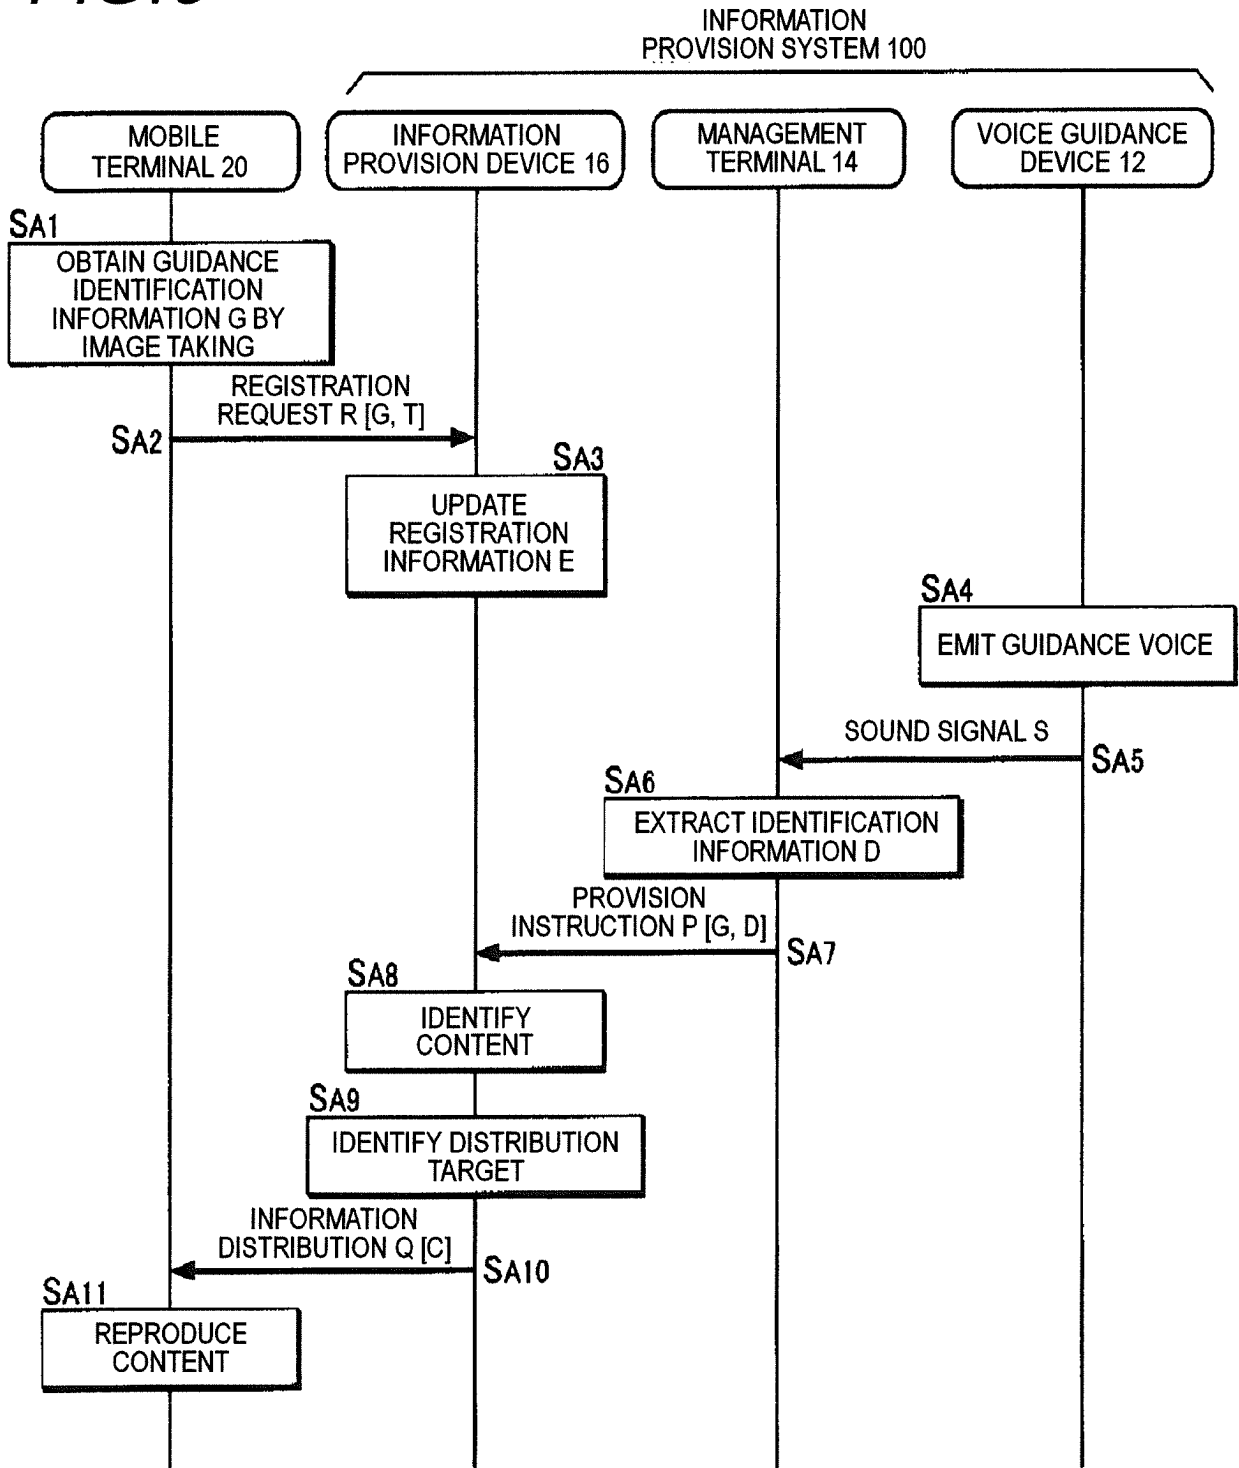 INFORMATION
PROVISION SYSTEM 100
MOBILE
TERMINAL 20
INFORMATION
PROVISION DEVICE 16
MANAGEMENT
TERMINAL 14
VOICE GUIDANCE
DEVICE 12
SA1
OBTAIN GUIDANCE
IDENTIFICATION
INFORMATION G BY
IMAGE TAKING
REGISTRATION
REQUEST R [G, T]
SA2
SA3
UPDATE
REGISTRATION
INFORMATION E
SA4
EMIT GUIDANCE VOICE
SOUND SIGNAL S
SA5
SA6
EXTRACT IDENTIFICATION
INFORMATION D
PROVISION
INSTRUCTION P [G, D]
SA7
SA8
IDENTIFY
CONTENT
SA9
IDENTIFY DISTRIBUTION
TARGET
INFORMATION
DISTRIBUTION Q [C]
SA10
SA11
REPRODUCE
CONTENT